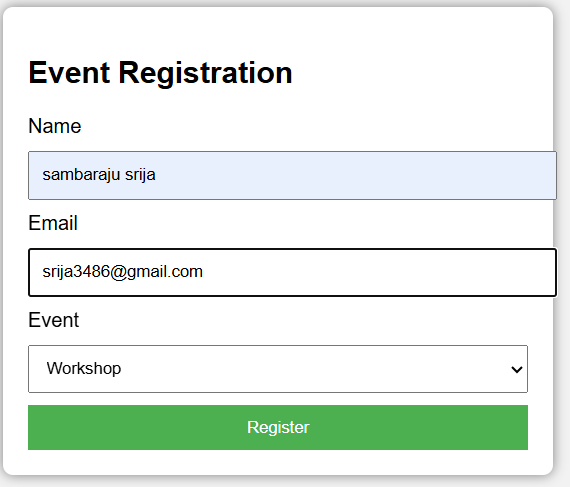 Event Registration
Name
sambaraju srija
Email
srija3486@gmail.com
Event
Workshop
Register